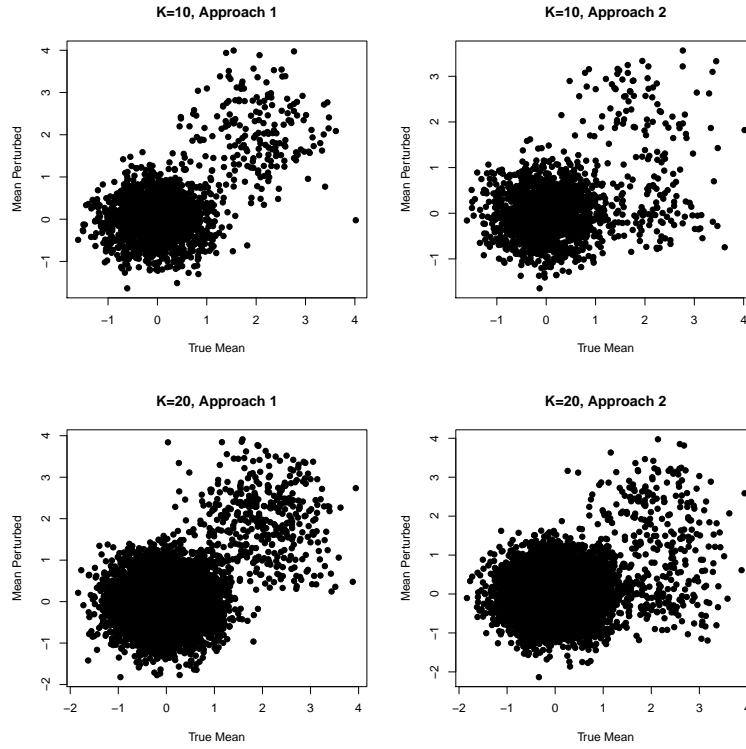 K=10, Approach 1
4
3
2
1
0
−1
Mean Perturbed
−1 0 1 2 3 4
True Mean
K=10, Approach 2
3
2
1
0
−1
Mean Perturbed
−1 0 1 2 3 4
True Mean
K=20, Approach 1
4
3
2
1
0
−1
−2
Mean Perturbed
−2 −1 0 1 2 3 4
True Mean
K=20, Approach 2
4
3
2
1
0
−1
−2
Mean Perturbed
−2 −1 0 1 2 3 4
True Mean